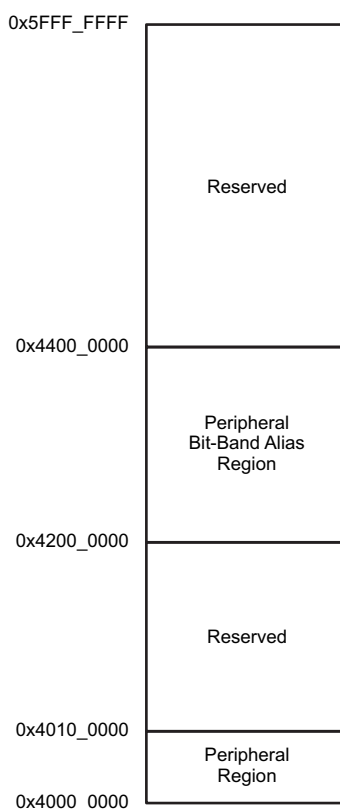 0x5FFF_FFFF
Reserved
0x4400_0000
Peripheral
Bit-Band Alias
Region
0x4200_0000
Reserved
0x4010_0000
Peripheral
Region
0x4000_0000